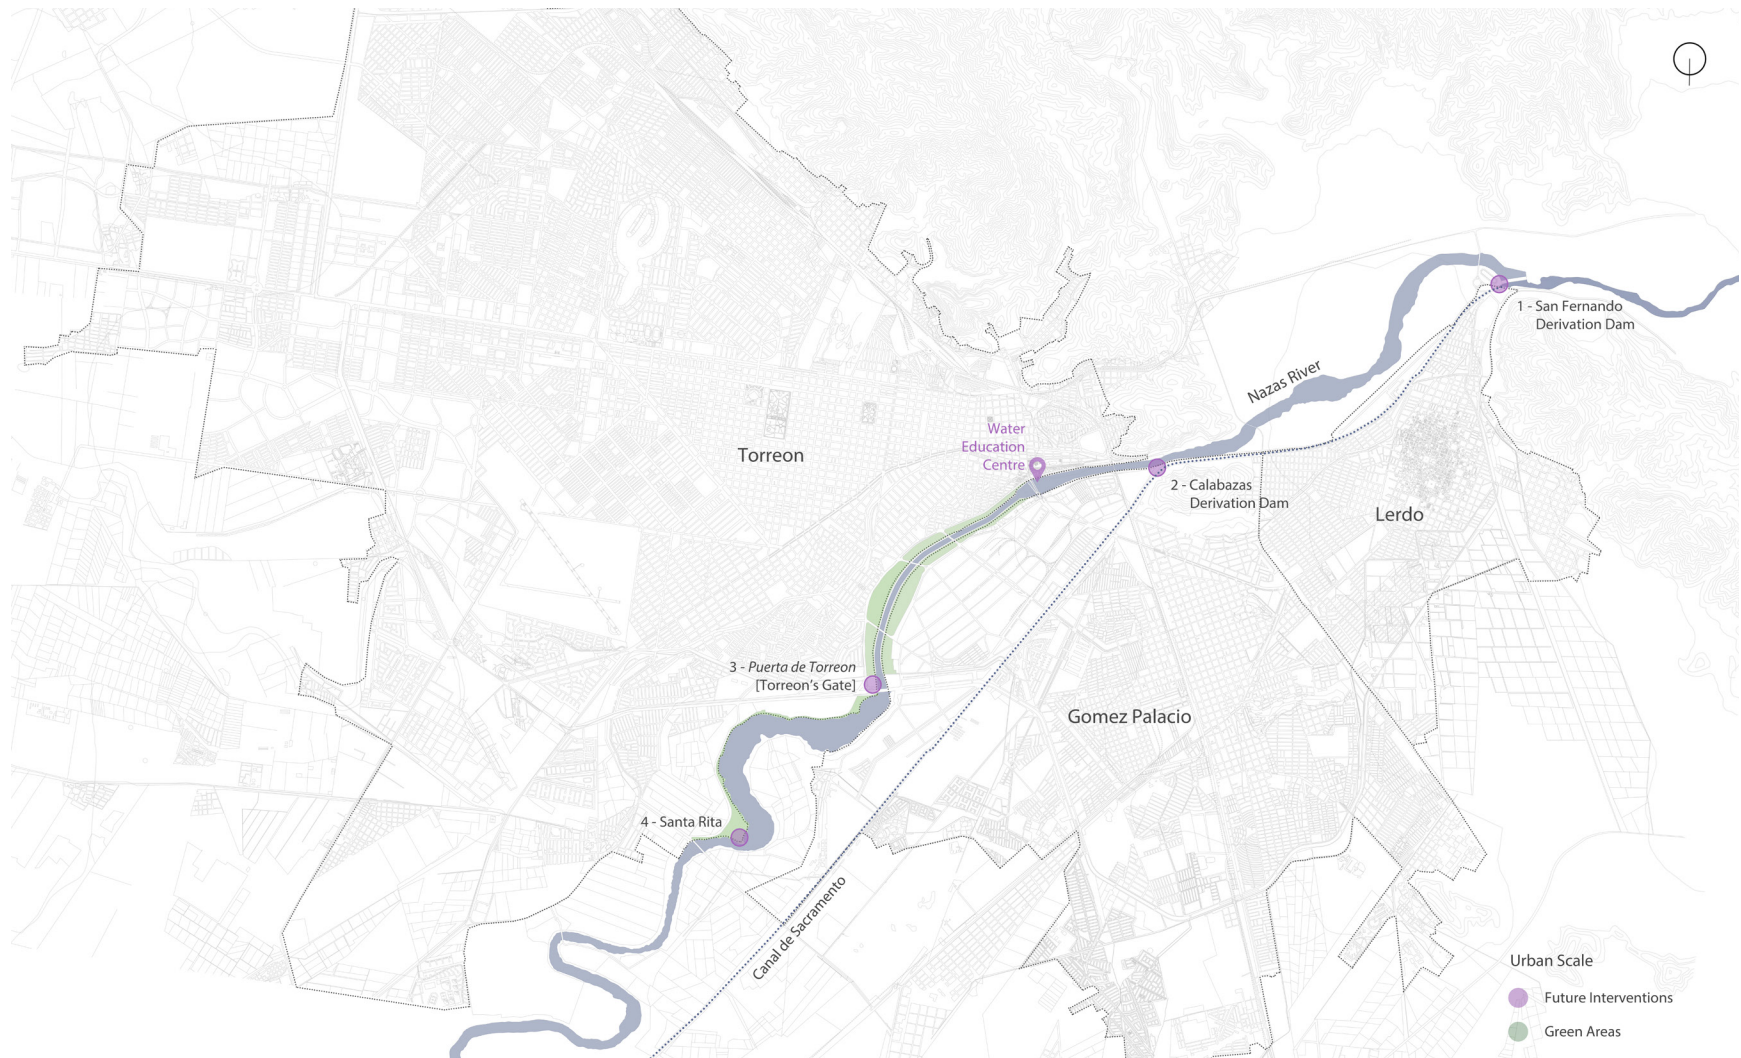 1 - San Fernando
Derivation Dam
Nazas River
Water
Education
Centre
Torreon
2 - Calabazas
Derivation Dam
Lerdo
3 - Puerta de Torreon
[Torreon's Gate]
Gomez Palacio
4 - Santa Rita
Canal de Sacramento
Urban Scale
Future Interventions
Green Areas